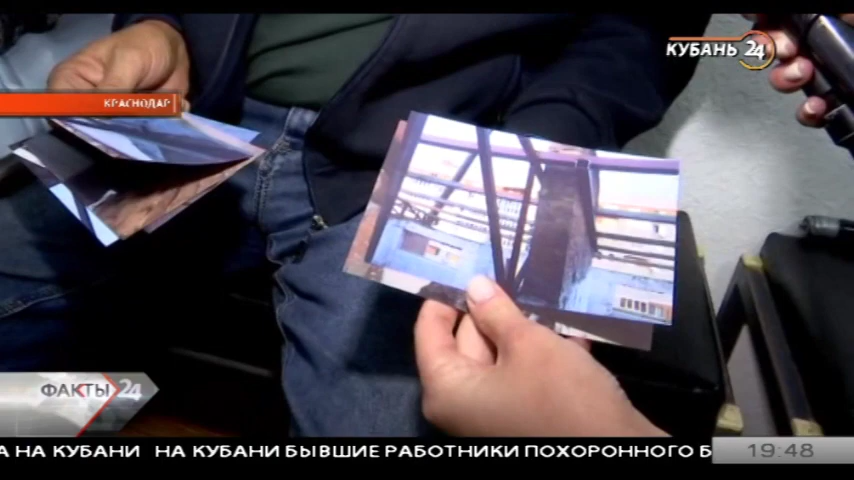 КУБАНЬ 24
КРАСНОДАР
ФАКТЫ 24
А НА КУБАНИ НА КУБАНИ БЫВШИЕ РАБОТНИКИ ПОХОРОННОГО Б
19:48